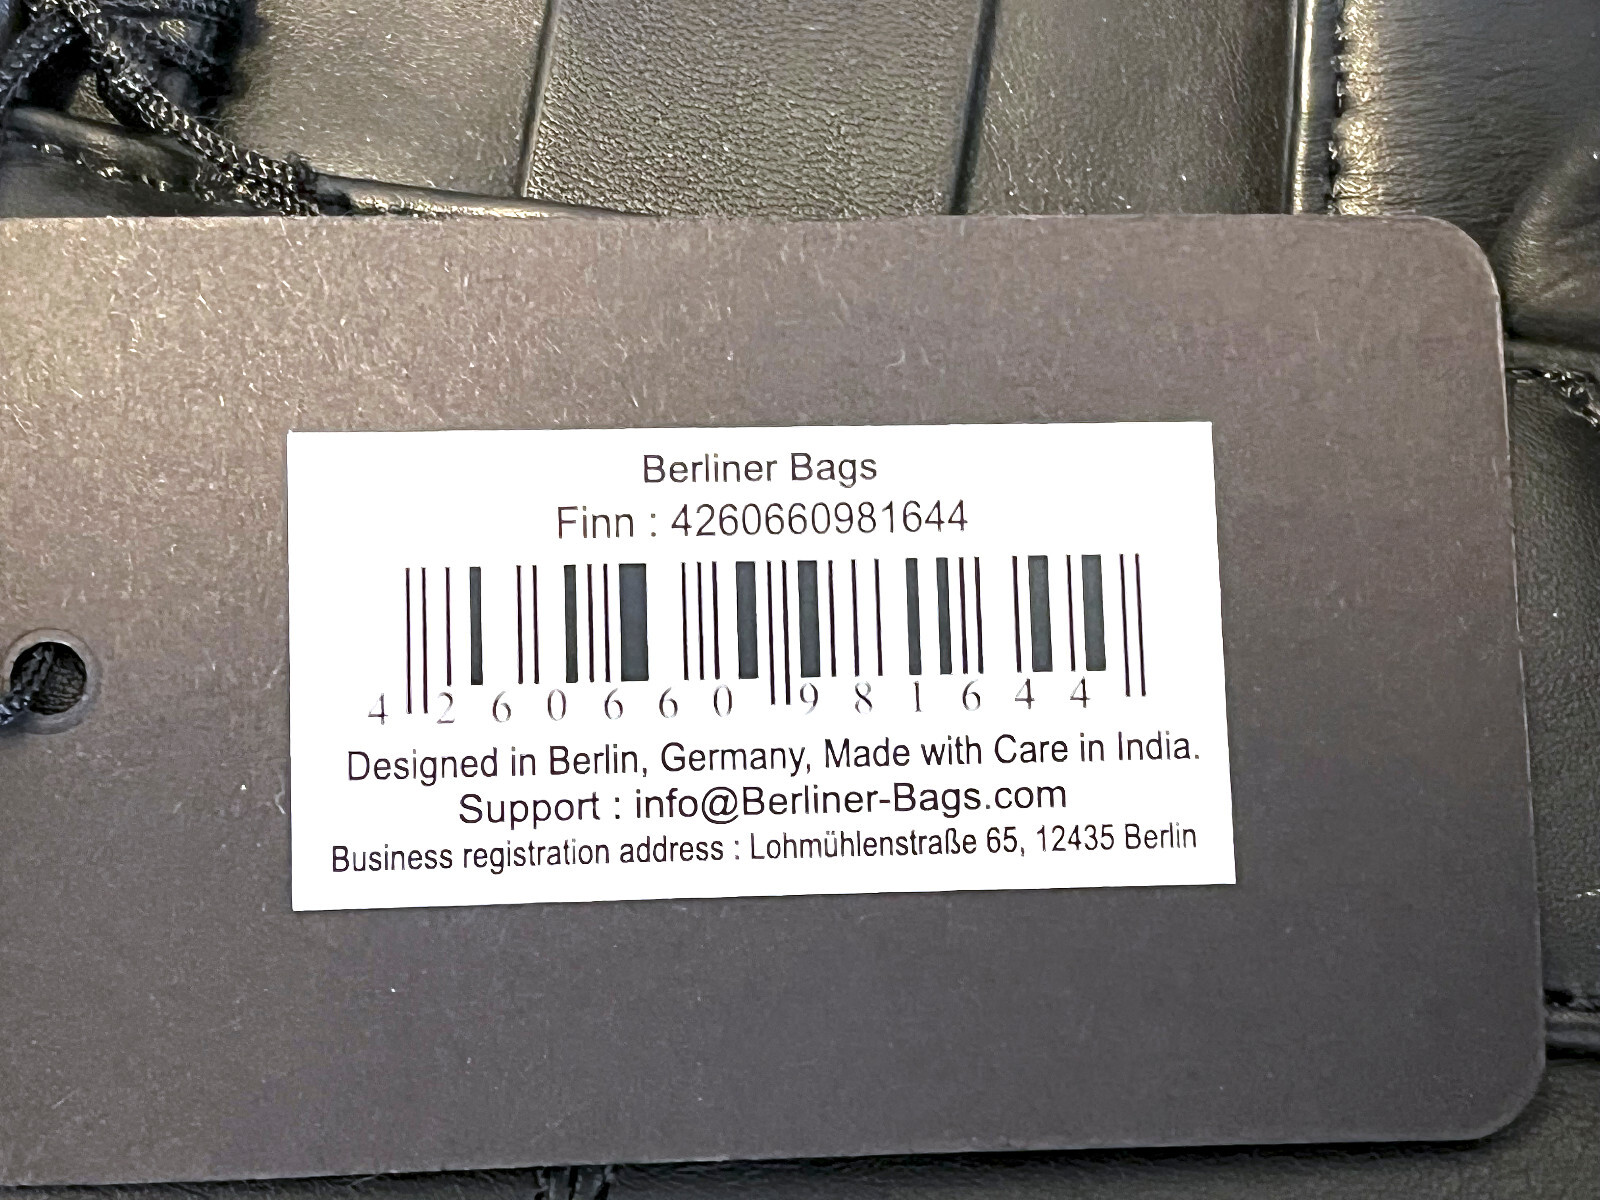 Berliner Bags
Finn : 4260660981644
4 260660 981644
Designed in Berlin, Germany, Made with Care in India.
Support : info@Berliner-Bags.com
Business registration address : Lohmühlenstraße 65, 12435 Berlin